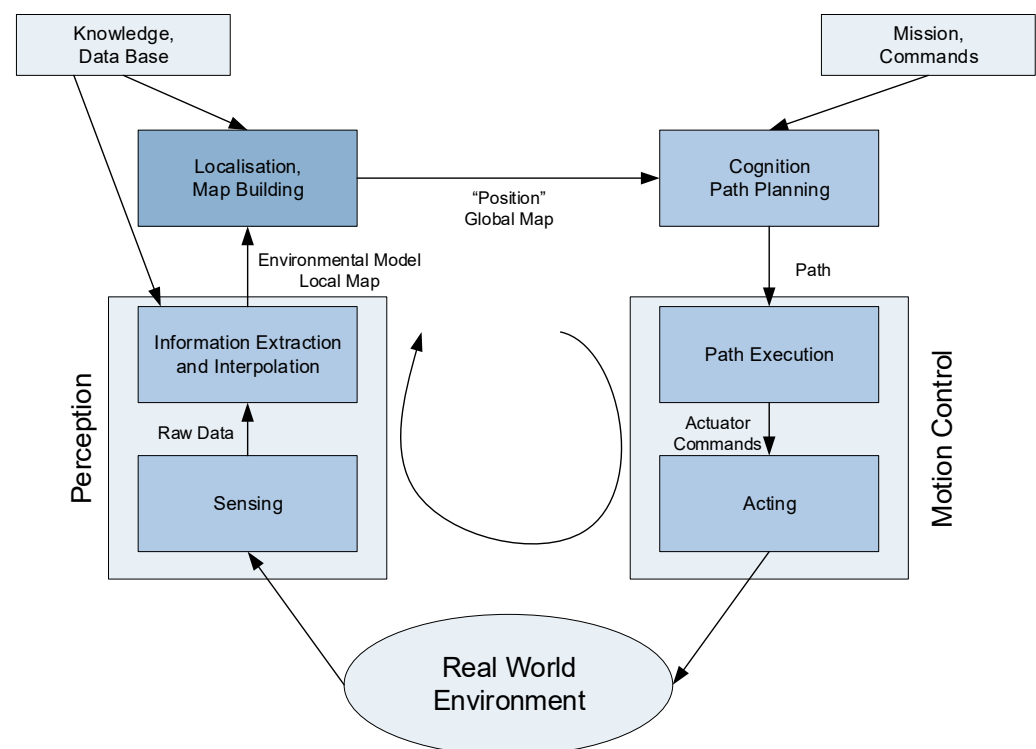 Knowledge,
Data Base
Mission,
Commands
Localisation,
Map Building
Cognition
Path Planning
“Position”
Global Map
Environmental Model
Local Map
Path
Perception
Information Extraction
and Interpolation
Raw Data
Sensing
Path Execution
Actuator
Commands
Acting
Motion Control
Real World
Environment